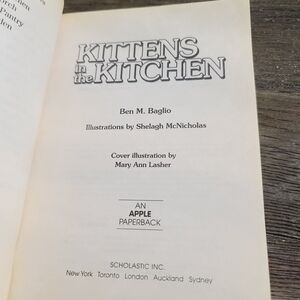 Pantry
KITTENS
in the KITCHEN
Ben M. Baglio
Illustrations by Shelagh McNicholas
Cover illustration by
Mary Ann Lasher
AN
APPLE
PAPERBACK
SCHOLASTIC INC.
New York Toronto London Auckland Sydney